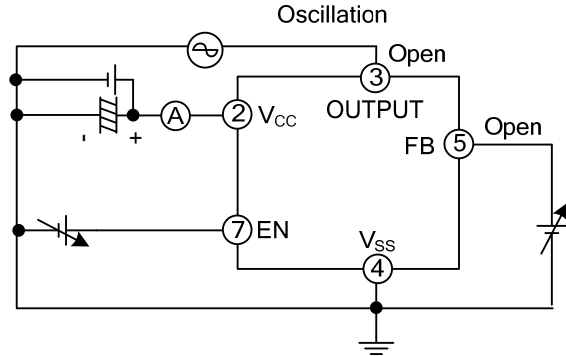 Oscillation
Open
3
OUTPUT
A
2
VCC
- +
FB
5
Open
7
EN
VSS
4